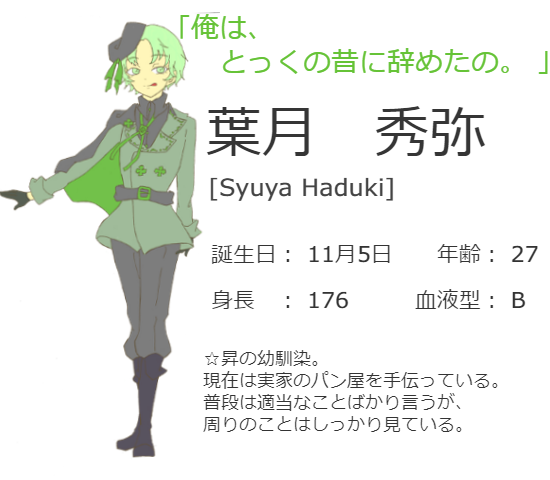 「俺は、
とっくの昔に辞めたの。 」
葉月 秀弥
[Syuya Haduki]
誕生日： 11月5日 年齢： 27
身長 ： 176 血液型： B
☆昇の幼馴染。
現在は実家のパン屋を手伝っている。
普段は適当なことばかり言うが、
周りのことはしっかり見ている。